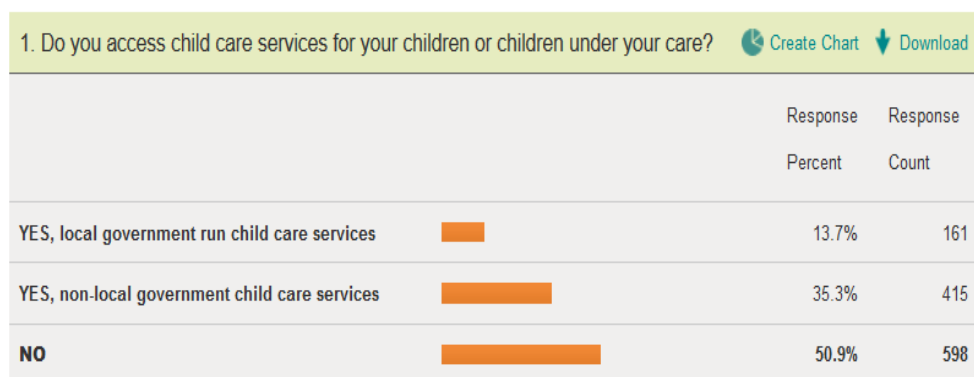 1. Do you access child care services for your children or children under your care? Create Chart Download
Response Response
Percent Count
YES, local government run child care services 13.7% 161
YES, non-local government child care services 35.3% 415
NO 50.9% 598